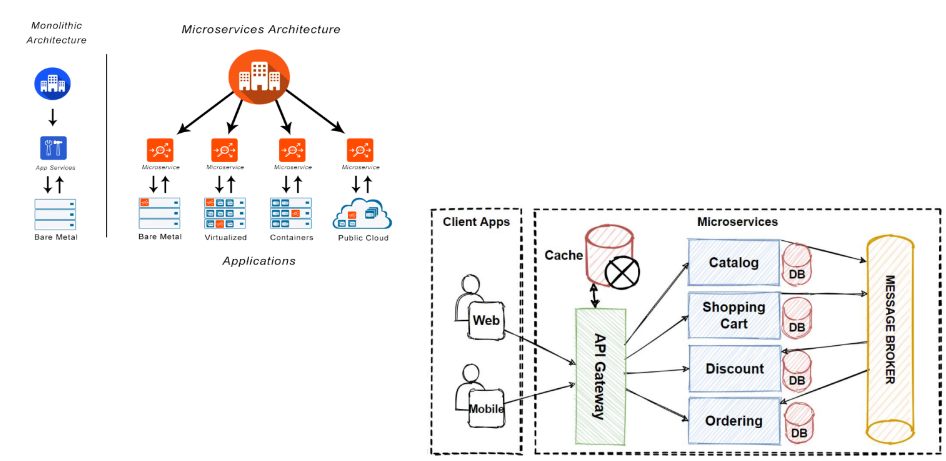 Monolithic
Architecture
Microservices Architecture
App Services
Microservice
Microservice
Microservice
Microservice
Bare Metal
Bare Metal
Virtualized
Containers
Public Cloud
Applications
Client Apps
Microservices
Cache
Web
Mobile
API Gateway
Catalog
DB
Shopping
Cart
DB
Discount
DB
Ordering
DB
MESSAGE BROKER